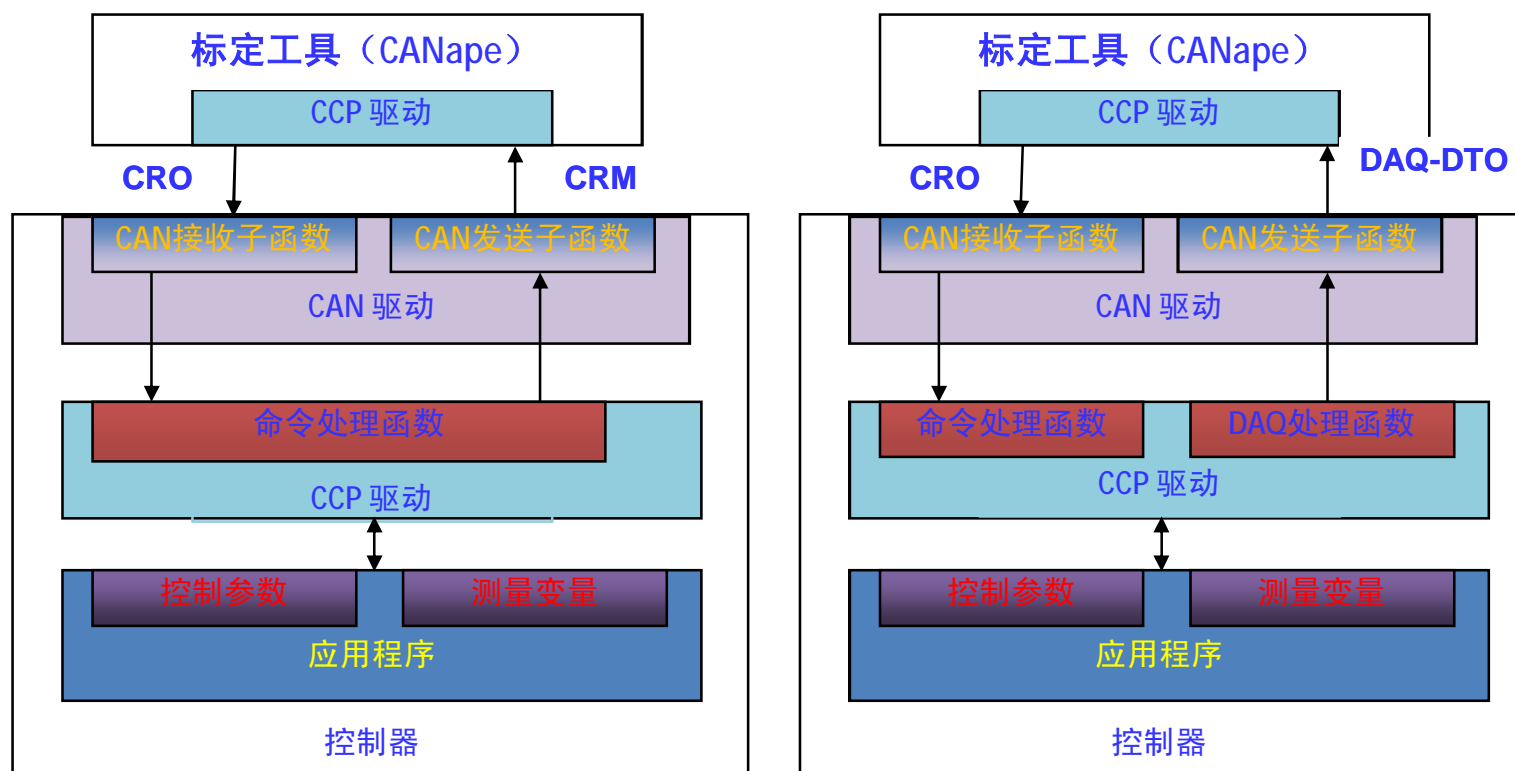 标定工具（CANape）
CCP 驱动
CRO
CRM
CAN接收子函数
CAN发送子函数
CAN 驱动
命令处理函数
CCP 驱动
控制参数
测量变量
应用程序
控制器
标定工具（CANape）
CCP 驱动
CRO
DAQ-DTO
CAN接收子函数
CAN发送子函数
CAN 驱动
命令处理函数
DAQ处理函数
CCP 驱动
控制参数
测量变量
应用程序
控制器